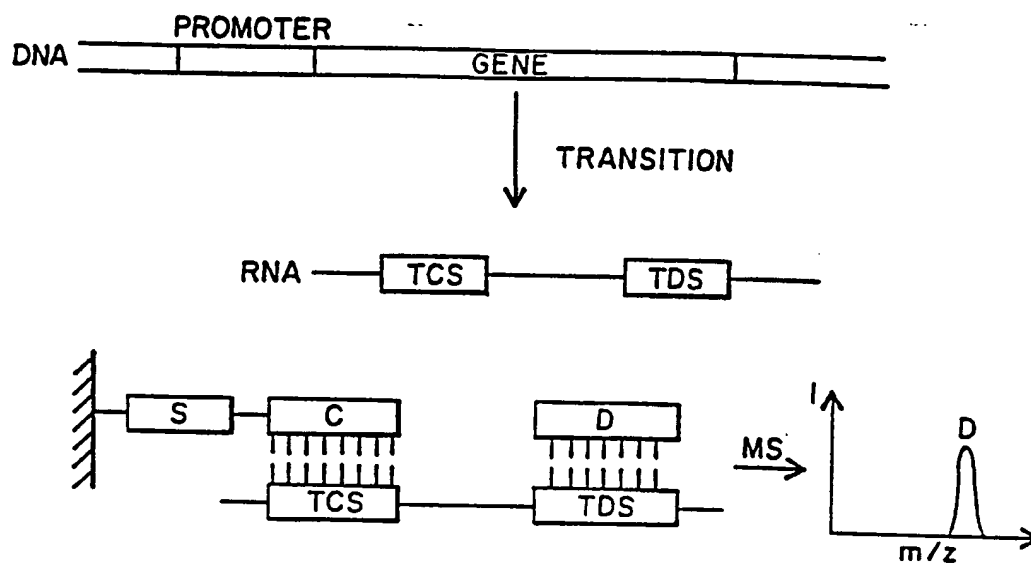 PROMOTER
DNA GENE
TRANSITION
RNA TCS TDS
S C D
TCS TDS
MS
I D
m/z